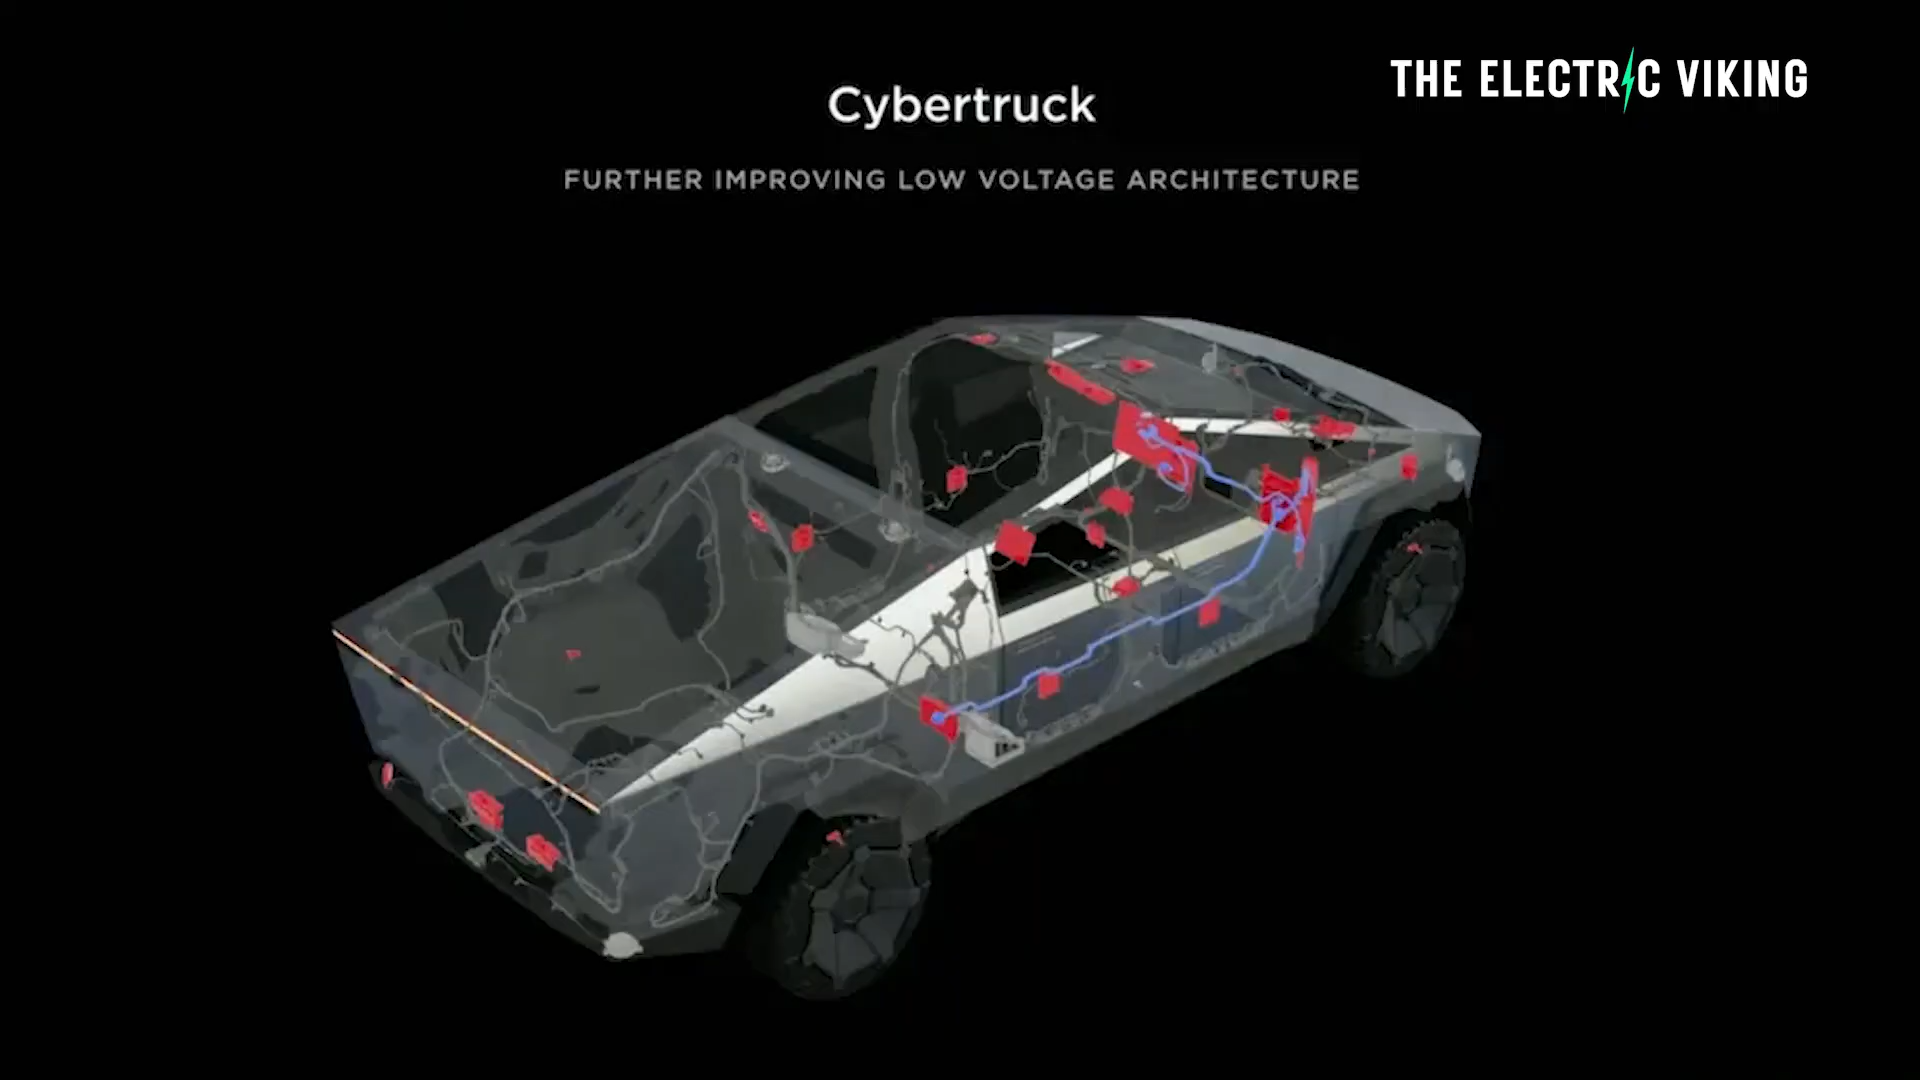 THE ELECTRIC VIKING
Cybertruck
FURTHER IMPROVING LOW VOLTAGE ARCHITECTURE